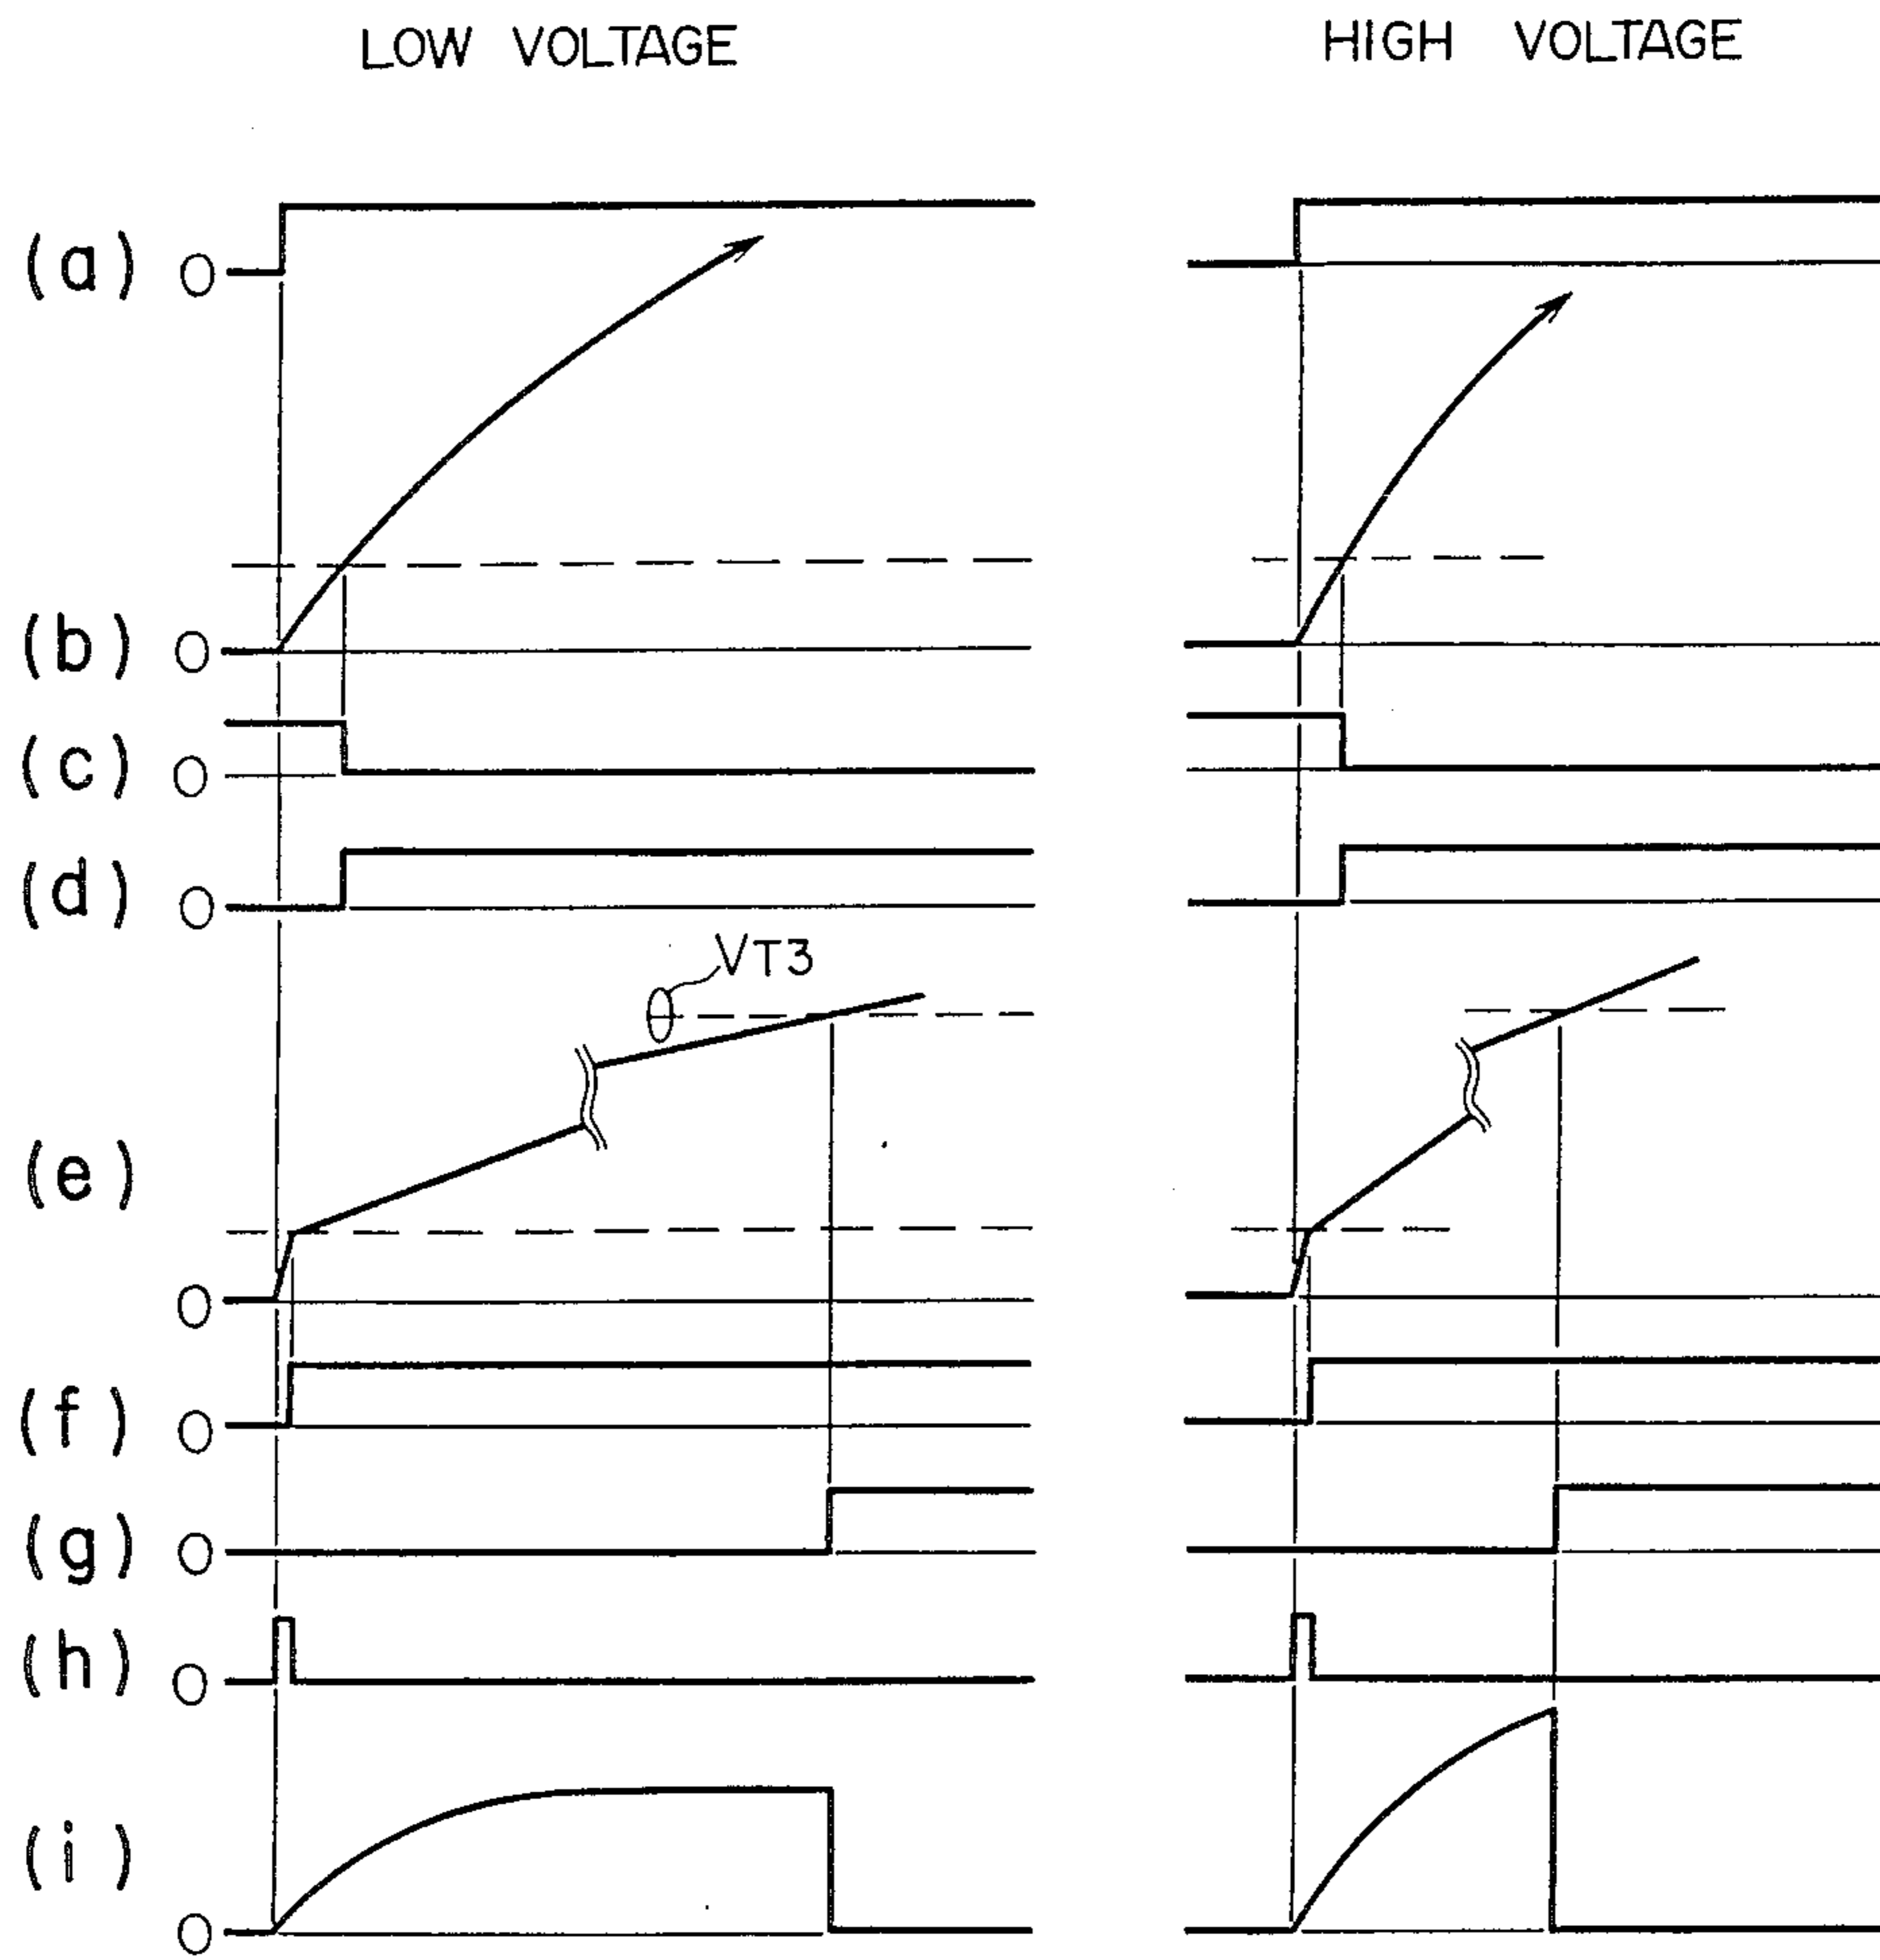 LOW VOLTAGE
HIGH VOLTAGE
(a) 0
(b) 0
(c) 0
(d) 0
VT3
(e)
0
(f) 0
(g) 0
(h) 0
(i)
0